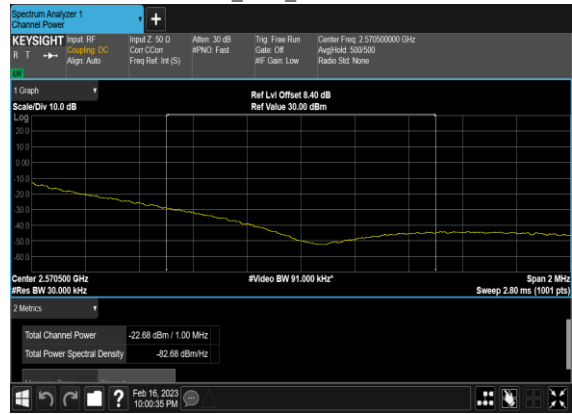 Spectrum Analyzer 1
Channel Power
+
KEYSIGHT
R T
LV
Input: RF
Coupling: DC
Align: Auto
Input Z: 50 Ω
Corr CCorr
Freq Ref: Int (S)
Atten: 30 dB
#PNO: Fast
Trig: Free Run
Gate: Off
#IF Gain: Low
Center Freq: 2.570500000 GHz
Avg|Hold: 500/500
Radio Std: None
1 Graph
Scale/Div 10.0 dB
Ref Lvl Offset 8.40 dB
Ref Value 30.00 dBm
Log
20.0
10.0
0.00
-10.0
-20.0
-30.0
-40.0
-50.0
-60.0
Center 2.570500 GHz
#Res BW 30.000 kHz
#Video BW 91.000 kHz*
Span 2 MHz
Sweep 2.80 ms (1001 pts)
2 Metrics
Total Channel Power -22.68 dBm / 1.00 MHz
Total Power Spectral Density -82.68 dBm/Hz
?
Feb 16, 2023
10:00:35 PM